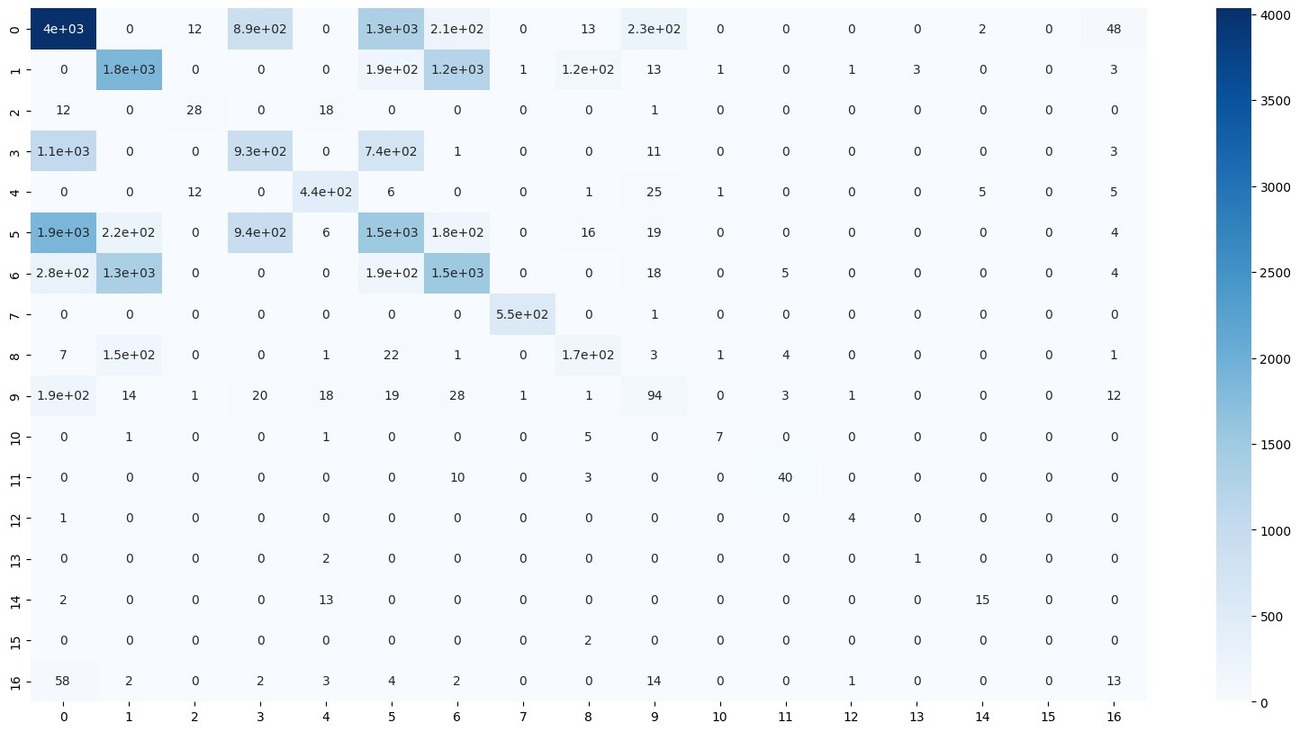 0 4e+03 0 12 8.9e+02 0 1.3e+03 2.1e+02 0 13 2.3e+02 0 0 0 0 2 0 48
1 0 1.8e+03 0 0 0 1.9e+02 1.2e+03 1 1.2e+02 13 1 0 1 3 0 0 3
2 12 0 28 0 18 0 0 0 0 1 0 0 0 0 0 0 0
3 1.1e+03 0 0 9.3e+02 0 7.4e+02 1 0 0 11 0 0 0 0 0 0 3
4 0 0 12 0 4.4e+02 6 0 0 1 25 1 0 0 0 5 0 5
5 1.9e+03 2.2e+02 0 9.4e+02 6 1.5e+03 1.8e+02 0 16 19 0 0 0 0 0 0 4
6 2.8e+02 1.3e+03 0 0 0 1.9e+02 1.5e+03 0 0 18 0 5 0 0 0 0 4
7 0 0 0 0 0 0 0 5.5e+02 0 1 0 0 0 0 0 0 0
8 7 1.5e+02 0 0 1 22 1 0 1.7e+02 3 1 4 0 0 0 0 1
9 1.9e+02 14 1 20 18 19 28 1 1 94 0 3 1 0 0 0 12
10 0 1 0 0 1 0 0 0 5 0 7 0 0 0 0 0 0
11 0 0 0 0 0 0 10 0 3 0 0 40 0 0 0 0 0
12 1 0 0 0 0 0 0 0 0 0 0 0 4 0 0 0 0
13 0 0 0 0 2 0 0 0 0 0 0 0 0 1 0 0 0
14 2 0 0 0 13 0 0 0 0 0 0 0 0 0 15 0 0
15 0 0 0 0 0 0 0 0 2 0 0 0 0 0 0 0 0
16 58 2 0 2 3 4 2 0 0 14 0 0 1 0 0 0 13
0 1 2 3 4 5 6 7 8 9 10 11 12 13 14 15 16
4000
3500
3000
2500
2000
1500
1000
500
0